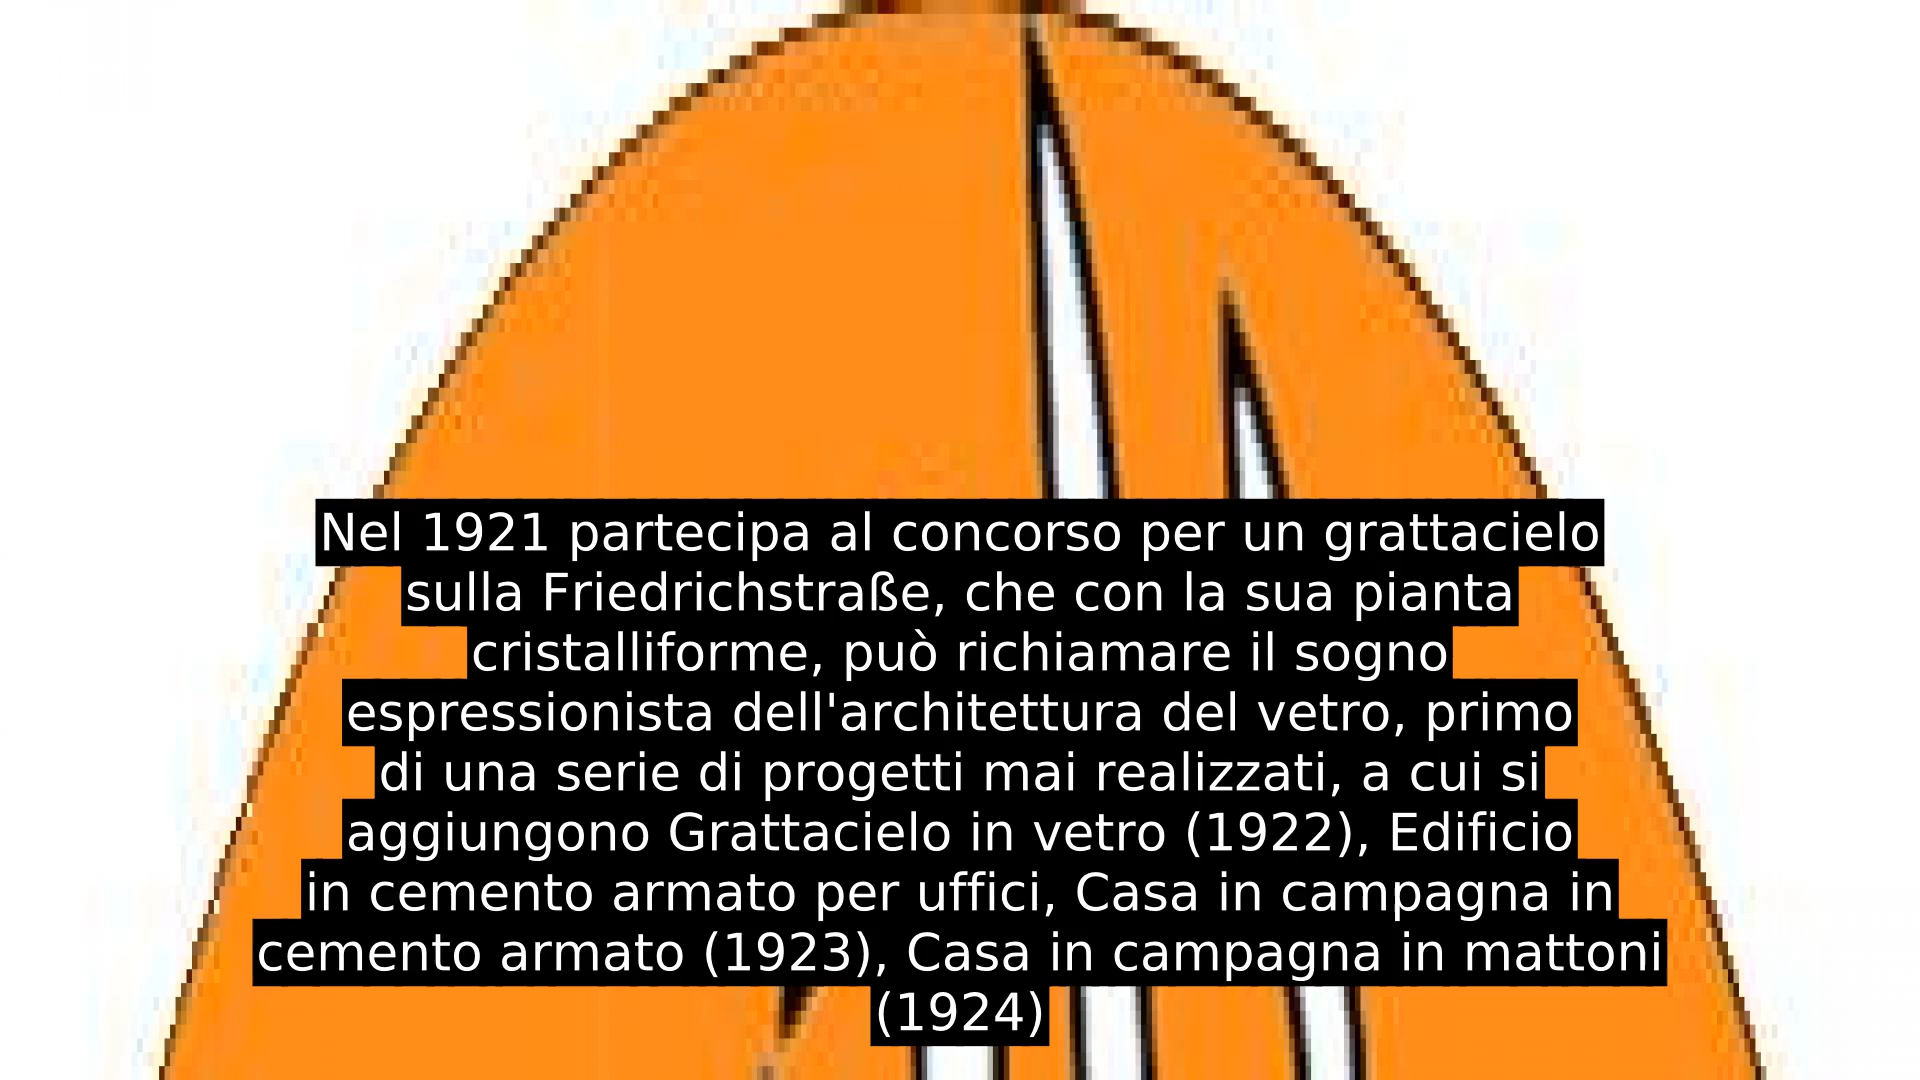 Nel 1921 partecipa al concorso per un grattacielo
sulla Friedrichstraße, che con la sua pianta
cristalliforme, può richiamare il sogno
espressionista dell'architettura del vetro, primo
di una serie di progetti mai realizzati, a cui si
aggiungono Grattacielo in vetro (1922), Edificio
in cemento armato per uffici, Casa in campagna in
cemento armato (1923), Casa in campagna in mattoni
(1924)